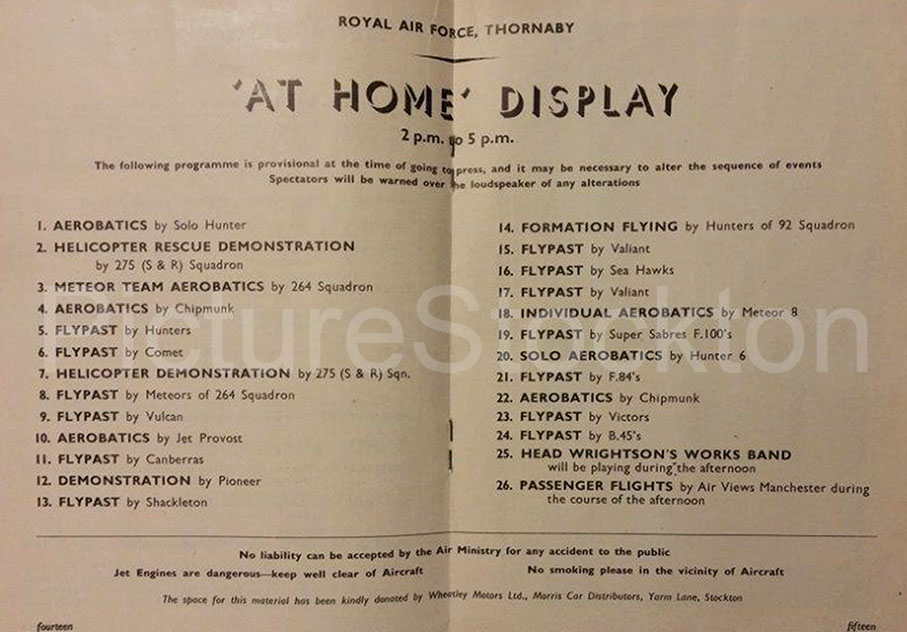 ROYAL AIR FORCE, THORNABY
'AT HOME' DISPLAY
2 p.m. to 5 p.m.
The following programme is provisional at the time of going to press, and it may be necessary to alter the sequence of events
Spectators will be warned over the loudspeaker of any alterations
1. AEROBATICS by Solo Hunter
2. HELICOPTER RESCUE DEMONSTRATION
by 275 (S & R) Squadron
3. METEOR TEAM AEROBATICS by 264 Squadron
4. AEROBATICS by Chipmunk
5. FLYPAST by Hunters
6. FLYPAST by Comet
7. HELICOPTER DEMONSTRATION by 275 (S & R) Sqn.
8. FLYPAST by Meteors of 264 Squadron
9. FLYPAST by Vulcan
10. AEROBATICS by Jet Provost
11. FLYPAST by Canberras
12. DEMONSTRATION by Pioneer
13. FLYPAST by Shackleton
14. FORMATION FLYING by Hunters of 92 Squadron
15. FLYPAST by Valiant
16. FLYPAST by Sea Hawks
17. FLYPAST by Valiant
18. INDIVIDUAL AEROBATICS by Meteor 8
19. FLYPAST by Super Sabres F.100's
20. SOLO AEROBATICS by Hunter 6
21. FLYPAST by F.84's
22. AEROBATICS by Chipmunk
23. FLYPAST by Victors
24. FLYPAST by B.45's
25. HEAD WRIGHTSON'S WORKS BAND
will be playing during the afternoon
26. PASSENGER FLIGHTS by Air Views Manchester during
the course of the afternoon
PictureStockton
No liability can be accepted by the Air Ministry for any accident to the public
Jet Engines are dangerous—keep well clear of Aircraft
No smoking please in the vicinity of Aircraft
The space for this material has been kindly donated by Wheatley Motors Ltd., Morris Car Distributors, Yarm Lane, Stockton
fourteen
fifteen